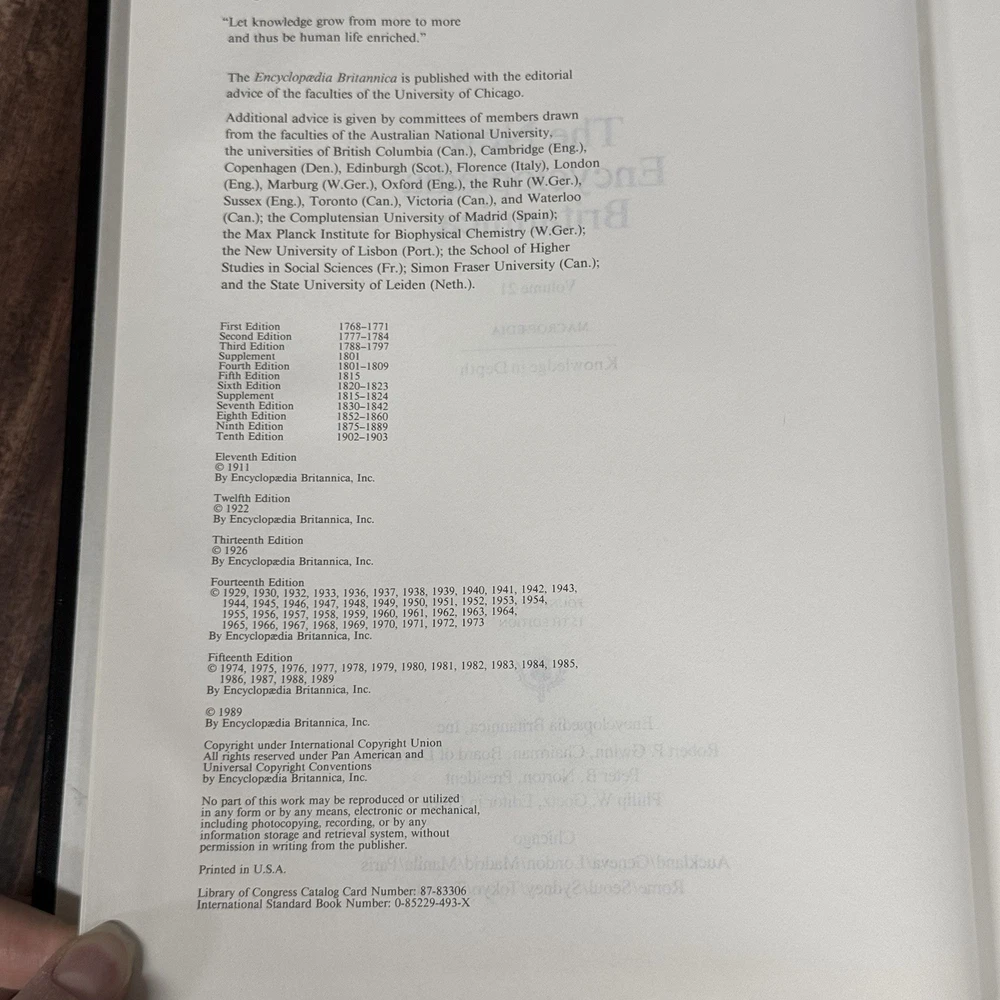 “Let knowledge grow from more to more
and thus be human life enriched.”
The Encyclopædia Britannica is published with the editorial
advice of the faculties of the University of Chicago.
Additional advice is given by committees of members drawn
from the faculties of the Australian National University,
the universities of British Columbia (Can.), Cambridge (Eng.),
Copenhagen (Den.), Edinburgh (Scot.), Florence (Italy), London
(Eng.), Marburg (W.Ger.), Oxford (Eng.), the Ruhr (W.Ger.),
Sussex (Eng.), Toronto (Can.), Victoria (Can.), and Waterloo
(Can.); the Complutensian University of Madrid (Spain);
the Max Planck Institute for Biophysical Chemistry (W.Ger.);
the New University of Lisbon (Port.); the School of Higher
Studies in Social Sciences (Fr.); Simon Fraser University (Can.);
and the State University of Leiden (Neth.).
First Edition 1768–1771
Second Edition 1777–1784
Third Edition 1788–1797
Supplement 1801
Fourth Edition 1801–1809
Fifth Edition 1815
Sixth Edition 1820–1823
Supplement 1815–1824
Seventh Edition 1830–1842
Eighth Edition 1852–1860
Ninth Edition 1875–1889
Tenth Edition 1902–1903
Eleventh Edition
© 1911
By Encyclopædia Britannica, Inc.
Twelfth Edition
© 1922
By Encyclopædia Britannica, Inc.
Thirteenth Edition
© 1926
By Encyclopædia Britannica, Inc.
Fourteenth Edition
© 1929, 1930, 1932, 1933, 1936, 1937, 1938, 1939, 1940, 1941, 1942, 1943,
1944, 1945, 1946, 1947, 1948, 1949, 1950, 1951, 1952, 1953, 1954,
1955, 1956, 1957, 1958, 1959, 1960, 1961, 1962, 1963, 1964,
1965, 1966, 1967, 1968, 1969, 1970, 1971, 1972, 1973
By Encyclopædia Britannica, Inc.
Fifteenth Edition
© 1974, 1975, 1976, 1977, 1978, 1979, 1980, 1981, 1982, 1983, 1984, 1985,
1986, 1987, 1988, 1989
By Encyclopædia Britannica, Inc.
© 1989
By Encyclopædia Britannica, Inc.
Copyright under International Copyright Union
All rights reserved under Pan American and
Universal Copyright Conventions
by Encyclopædia Britannica, Inc.
No part of this work may be reproduced or utilized
in any form or by any means, electronic or mechanical,
including photocopying, recording, or by any
information storage and retrieval system, without
permission in writing from the publisher.
Printed in U.S.A.
Library of Congress Catalog Card Number: 87-83306
International Standard Book Number: 0-85229-493-X